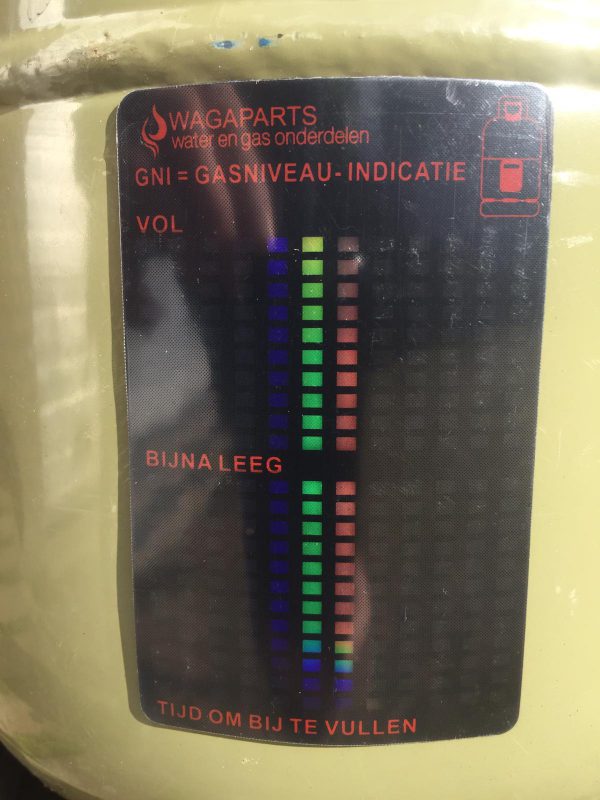 WAGAPARTS
water en gas onderdelen
GNI = GASNIVEAU- INDICATIE
VOL
BIJNA LEEG
TIJD OM BIJ TE VULLEN